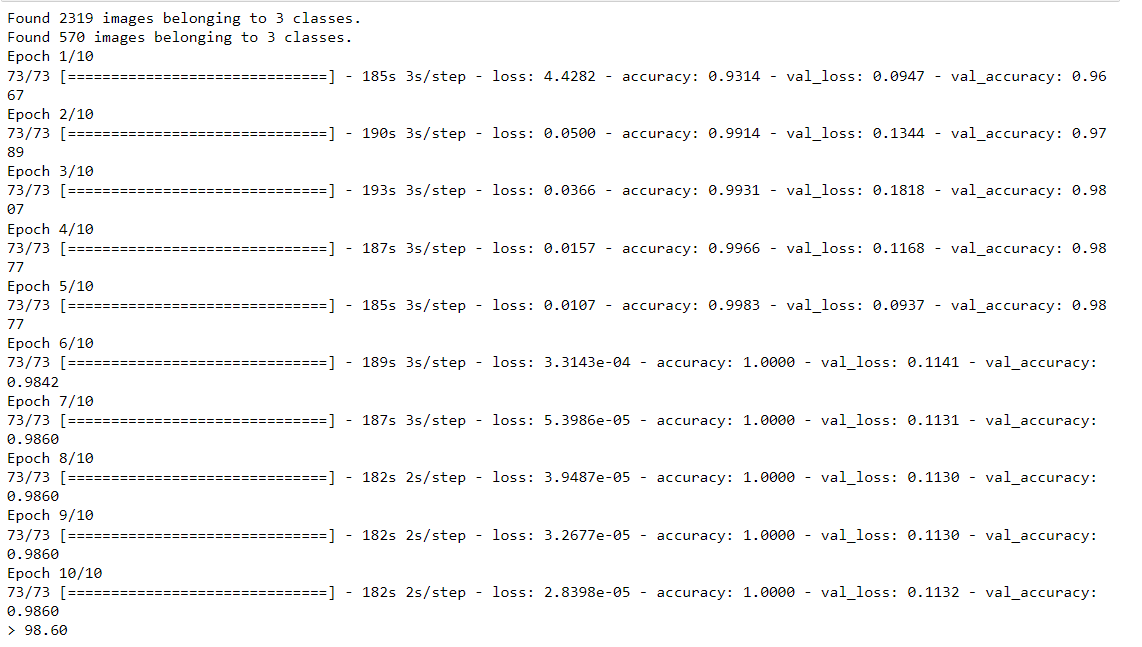 Found 2319 images belonging to 3 classes.
Found 570 images belonging to 3 classes.
Epoch 1/10
73/73 [==============================] - 185s 3s/step - loss: 4.4282 - accuracy: 0.9314 - val_loss: 0.0947 - val_accuracy: 0.96
67
Epoch 2/10
73/73 [==============================] - 190s 3s/step - loss: 0.0500 - accuracy: 0.9914 - val_loss: 0.1344 - val_accuracy: 0.97
89
Epoch 3/10
73/73 [==============================] - 193s 3s/step - loss: 0.0366 - accuracy: 0.9931 - val_loss: 0.1818 - val_accuracy: 0.98
07
Epoch 4/10
73/73 [==============================] - 187s 3s/step - loss: 0.0157 - accuracy: 0.9966 - val_loss: 0.1168 - val_accuracy: 0.98
77
Epoch 5/10
73/73 [==============================] - 185s 3s/step - loss: 0.0107 - accuracy: 0.9983 - val_loss: 0.0937 - val_accuracy: 0.98
77
Epoch 6/10
73/73 [==============================] - 189s 3s/step - loss: 3.3143e-04 - accuracy: 1.0000 - val_loss: 0.1141 - val_accuracy:
0.9842
Epoch 7/10
73/73 [==============================] - 187s 3s/step - loss: 5.3986e-05 - accuracy: 1.0000 - val_loss: 0.1131 - val_accuracy:
0.9860
Epoch 8/10
73/73 [==============================] - 182s 2s/step - loss: 3.9487e-05 - accuracy: 1.0000 - val_loss: 0.1130 - val_accuracy:
0.9860
Epoch 9/10
73/73 [==============================] - 182s 2s/step - loss: 3.2677e-05 - accuracy: 1.0000 - val_loss: 0.1130 - val_accuracy:
0.9860
Epoch 10/10
73/73 [==============================] - 182s 2s/step - loss: 2.8398e-05 - accuracy: 1.0000 - val_loss: 0.1132 - val_accuracy:
0.9860
> 98.60